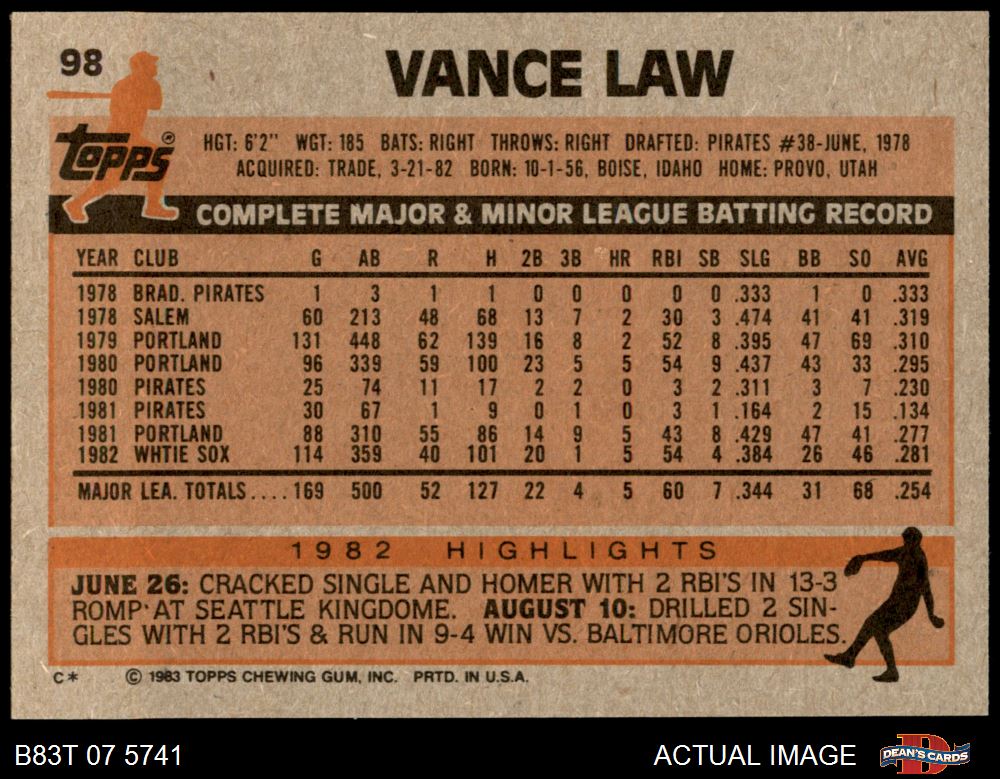 98
VANCE LAW
topps®
HGT: 6'2" WGT: 185 BATS: RIGHT THROWS: RIGHT DRAFTED: PIRATES #38-JUNE, 1978
ACQUIRED: TRADE, 3-21-82 BORN: 10-1-56, BOISE, IDAHO HOME: PROVO, UTAH
COMPLETE MAJOR & MINOR LEAGUE BATTING RECORD
YEAR CLUB G AB R H 2B 3B HR RBI SB SLG BB SO AVG
1978 BRAD. PIRATES 1 3 1 1 0 0 0 0 0 .333 1 0 .333
1978 SALEM 60 213 48 68 13 7 2 30 3 .474 41 41 .319
1979 PORTLAND 131 448 62 139 16 8 2 52 8 .395 47 69 .310
1980 PORTLAND 96 339 59 100 23 5 5 54 9 .437 43 33 .295
1980 PIRATES 25 74 11 17 2 2 0 3 2 .311 3 7 .230
1981 PIRATES 30 67 1 9 0 1 0 3 1 .164 2 15 .134
1981 PORTLAND 88 310 55 86 14 9 5 43 8 .429 47 41 .277
1982 WHTIE SOX 114 359 40 101 20 1 5 54 4 .384 26 46 .281
MAJOR LEA. TOTALS....169 500 52 127 22 4 5 60 7 .344 31 68 .254
1982 HIGHLIGHTS
JUNE 26: CRACKED SINGLE AND HOMER WITH 2 RBI'S IN 13-3
ROMP AT SEATTLE KINGDOME. AUGUST 10: DRILLED 2 SIN-
GLES WITH 2 RBI'S & RUN IN 9-4 WIN VS. BALTIMORE ORIOLES.
C* © 1983 TOPPS CHEWING GUM, INC. PRTD. IN U.S.A.
B83T 07 5741 ACTUAL IMAGE DEAN'S CARDS